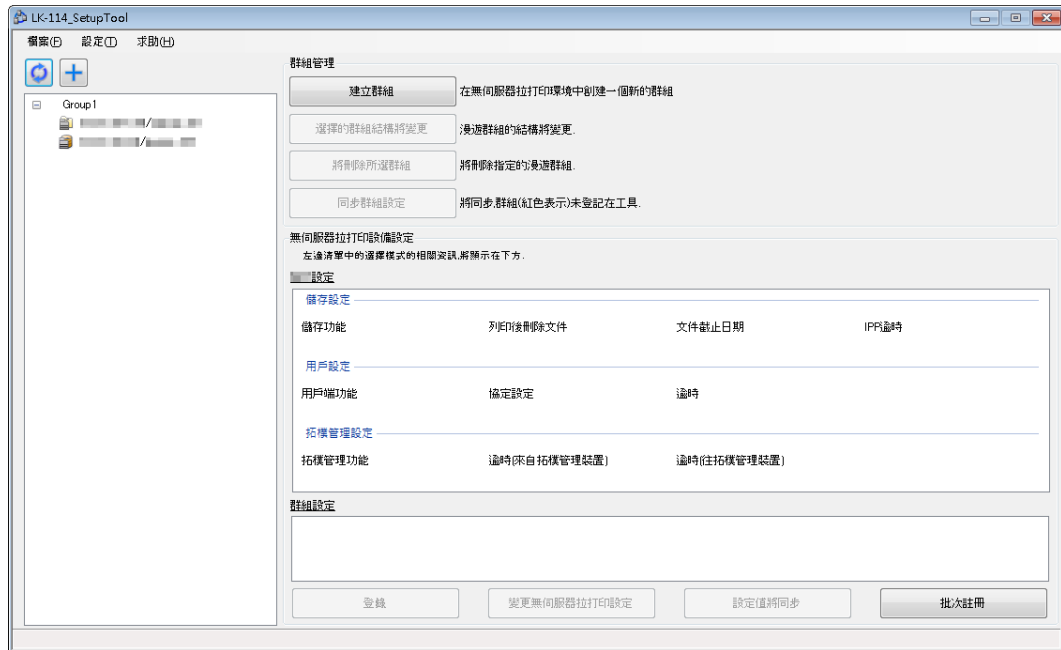 LK-114_SetupTool
檔案(F) 設定(T) 求助(H)
Group1
群組管理
建立群組 在無伺服器拉打印環境中創建一個新的群組
選擇的群組結構將變更 漫遊群組的結構將變更.
將刪除所選群組 將刪除指定的漫遊群組.
同步群組設定 將同步,群組(紅色表示)未登記在工具.
無伺服器拉打印設備設定
左邊清單中的選擇模式的相關資訊,將顯示在下方.
設定
儲存設定
儲存功能 列印後刪除文件 文件截止日期 IPP逾時
用戶設定
用戶端功能 協定設定 逾時
拓樸管理設定
拓樸管理功能 逾時(來自拓樸管理裝置) 逾時(往拓樸管理裝置)
群組設定
登錄 變更無伺服器拉打印設定 設定值將同步 批次註冊